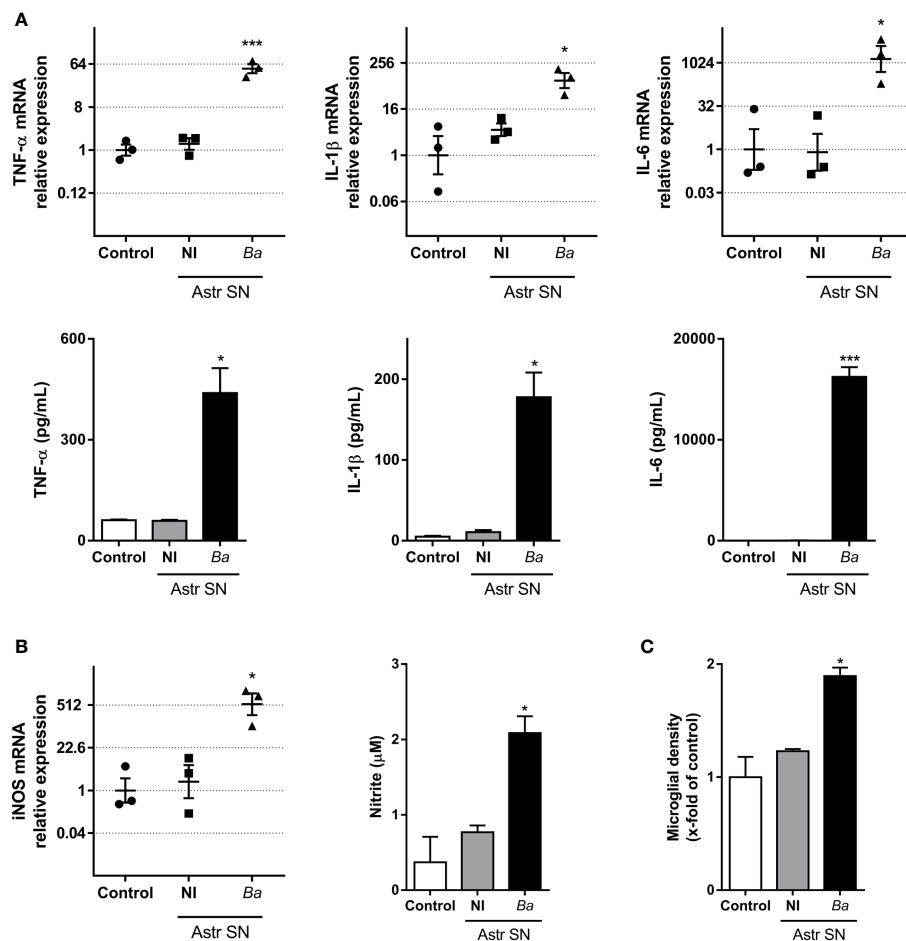 A
TNF-α mRNA
relative expression
64
8
1
0.12
***
Control
NI
Ba
Astr SN
IL-1β mRNA
relative expression
256
16
1
0.06
*
Control
NI
Ba
Astr SN
IL-6 mRNA
relative expression
1024
32
1
0.03
*
Control
NI
Ba
Astr SN
TNF-α (pg/mL)
600
300
0
*
Control
NI
Ba
Astr SN
IL-1β (pg/mL)
200
100
0
*
Control
NI
Ba
Astr SN
IL-6 (pg/mL)
20000
10000
0
***
Control
NI
Ba
Astr SN
B
iNOS mRNA
relative expression
512
22.6
1
0.04
*
Control
NI
Ba
Astr SN
Nitrite (μM)
3
2
1
0
*
Control
NI
Ba
Astr SN
C
Microglial density
(x-fold of control)
2
1
0
*
Control
NI
Ba
Astr SN